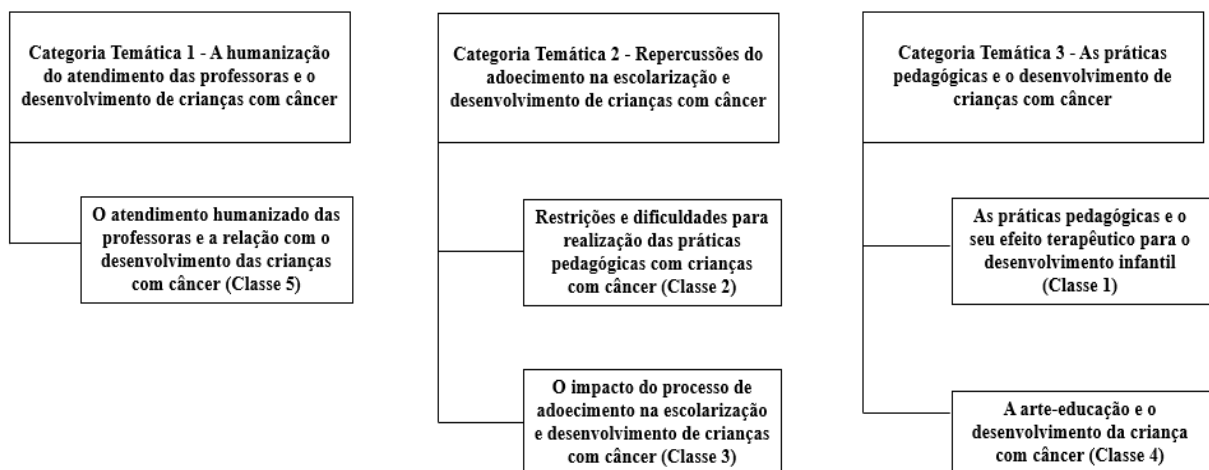 Categoria Temática 1 - A humanização
do atendimento das professoras e o
desenvolvimento de crianças com câncer
O atendimento humanizado das
professoras e a relação com o
desenvolvimento das crianças
com câncer (Classe 5)
Categoria Temática 2 - Repercussões do
adoecimento na escolarização e
desenvolvimento de crianças com câncer
Restrições e dificuldades para
realização das práticas
pedagógicas com crianças
com câncer (Classe 2)
O impacto do processo de
adoecimento na escolarização
e desenvolvimento de crianças
com câncer (Classe 3)
Categoria Temática 3 - As práticas
pedagógicas e o desenvolvimento de
crianças com câncer
As práticas pedagógicas e o
seu efeito terapêutico para o
desenvolvimento infantil
(Classe 1)
A arte-educação e o
desenvolvimento da criança
com câncer (Classe 4)